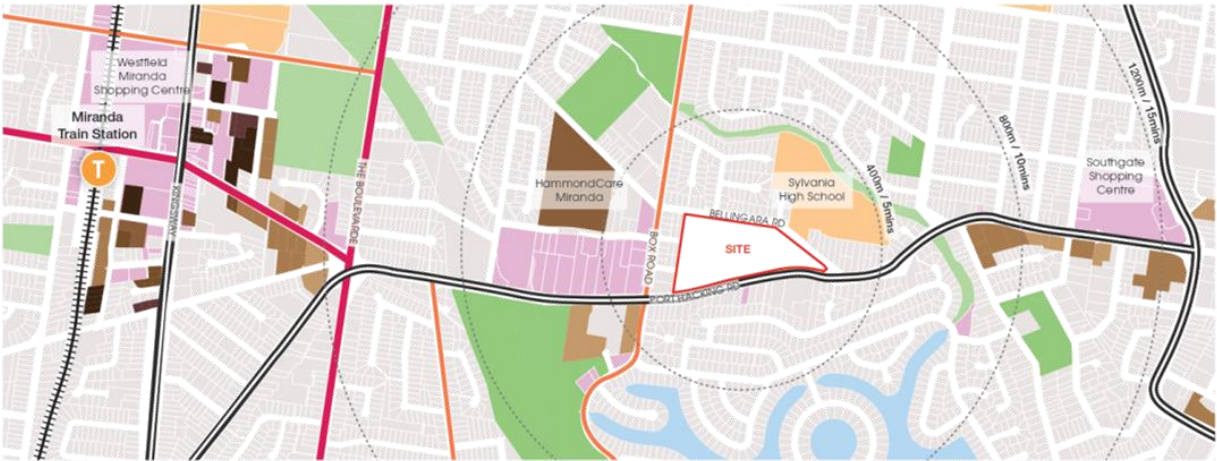 Westfield
Miranda
Shopping Centre
Miranda
Train Station
T
KINGSWAY
THE BOULEVARDE
HammondCare
Miranda
BOX ROAD
BELLINGARA RD
SITE
PORT HACKING RD
Sylvania
High School
400m / 5mins
800m / 10mins
1200m / 15mins
Southgate
Shopping
Centre